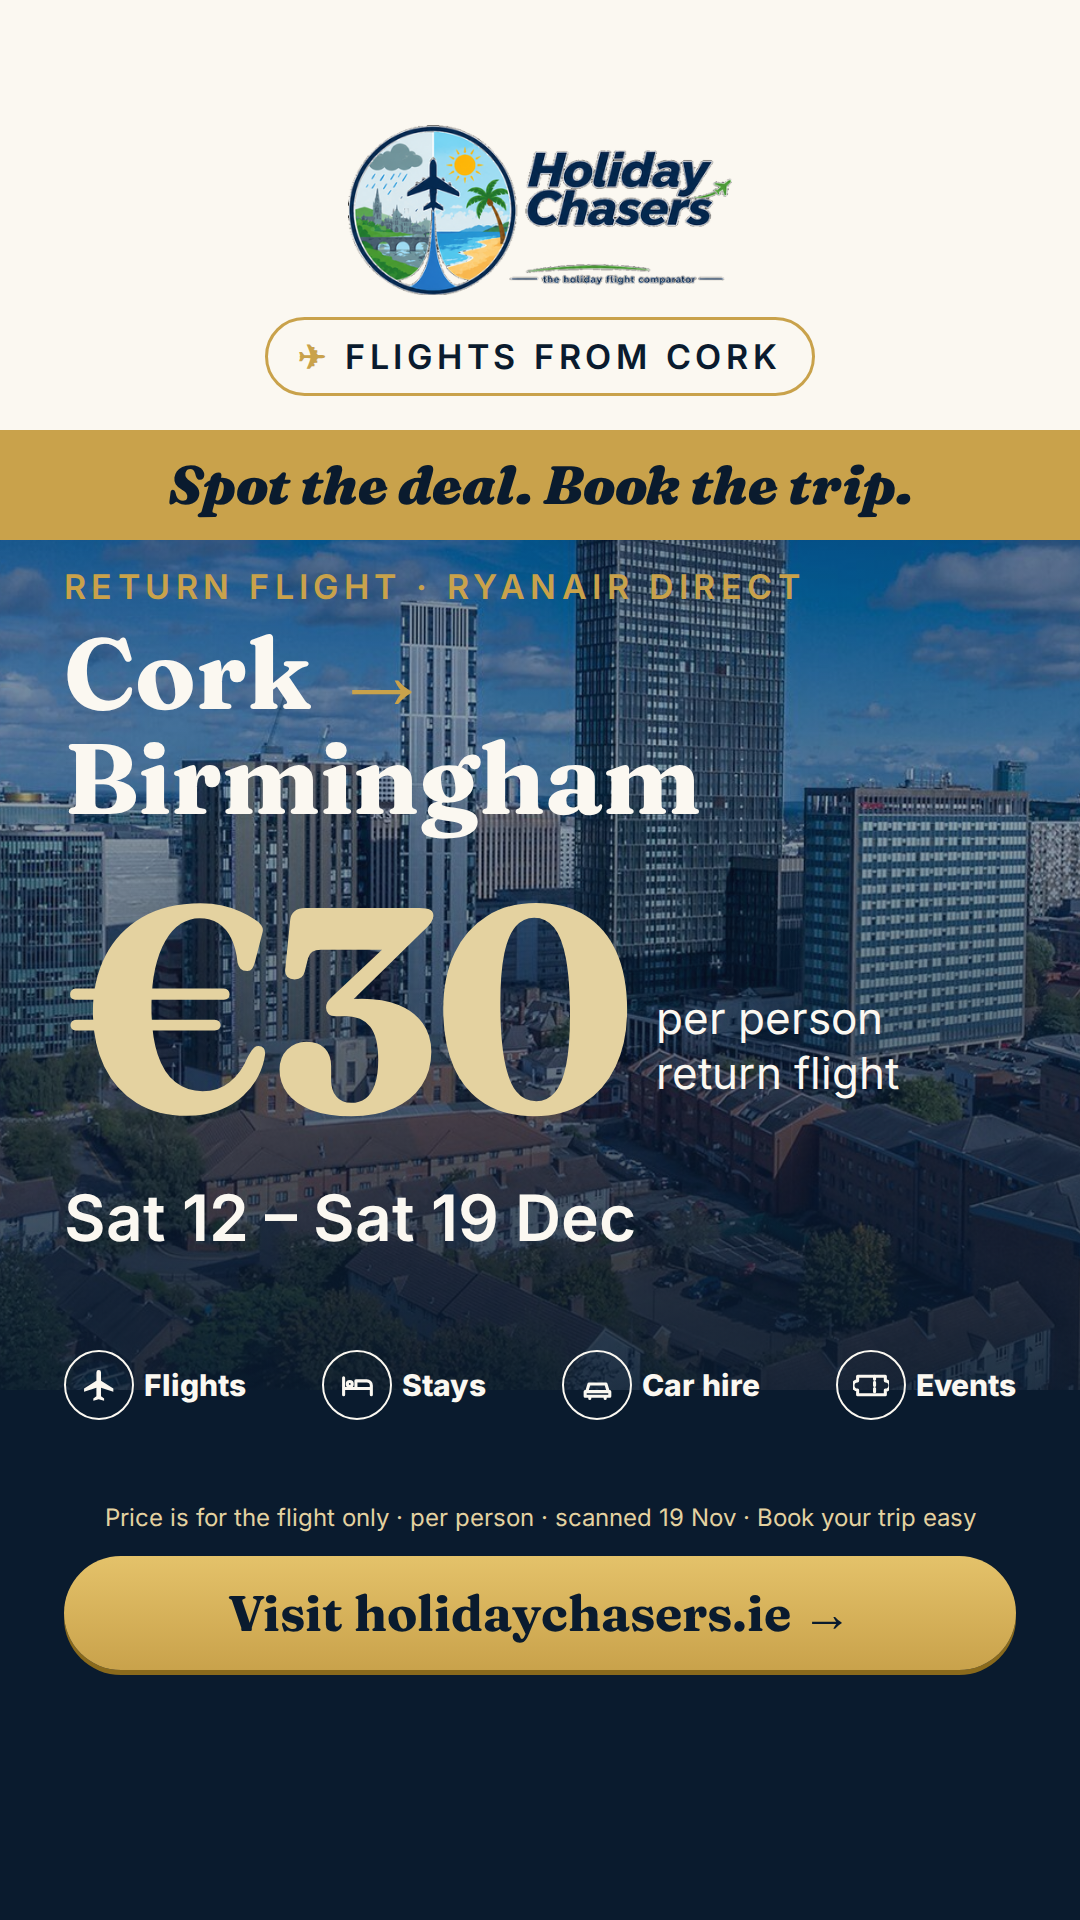 Holiday
Chasers
the holiday flight comparator
✈ FLIGHTS FROM CORK
Spot the deal. Book the trip.
RETURN FLIGHT · RYANAIR DIRECT
Cork →
Birmingham
€30
per person
return flight
Sat 12 – Sat 19 Dec
Flights
Stays
Car hire
Events
Price is for the flight only · per person · scanned 19 Nov · Book your trip easy
Visit holidaychasers.ie →